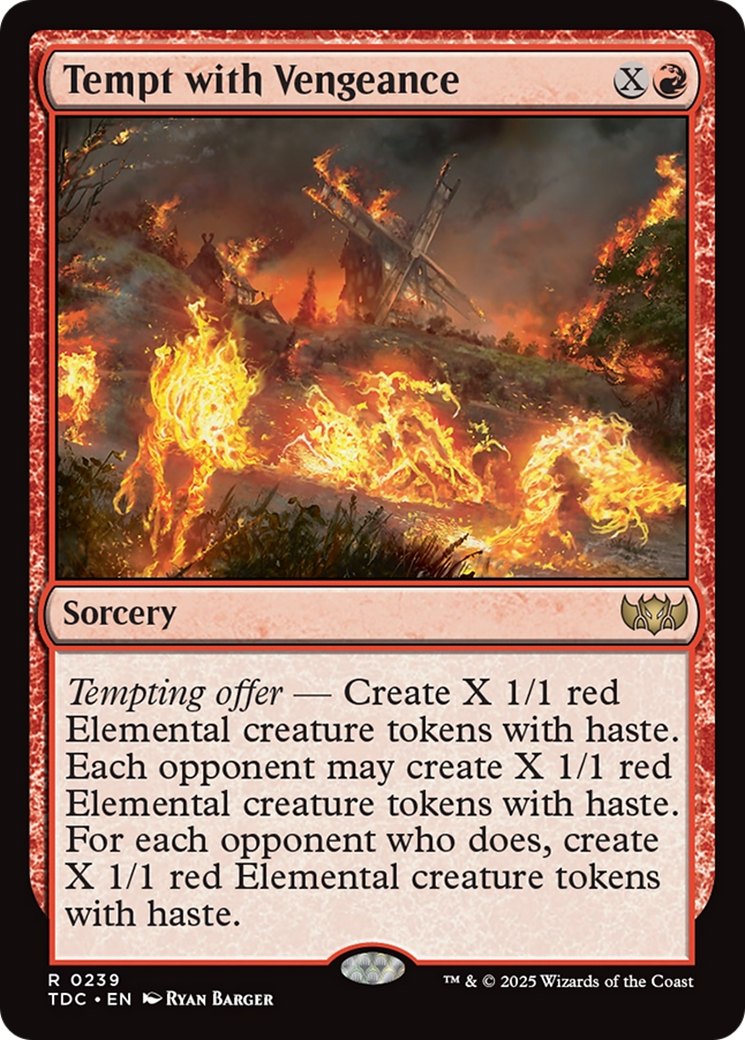 Tempt with Vengeance X
Sorcery
Tempting offer — Create X 1/1 red
Elemental creature tokens with haste.
Each opponent may create X 1/1 red
Elemental creature tokens with haste.
For each opponent who does, create
X 1/1 red Elemental creature tokens
with haste.
R 0239
TDC • EN Ryan Barger
™ & © 2025 Wizards of the Coast